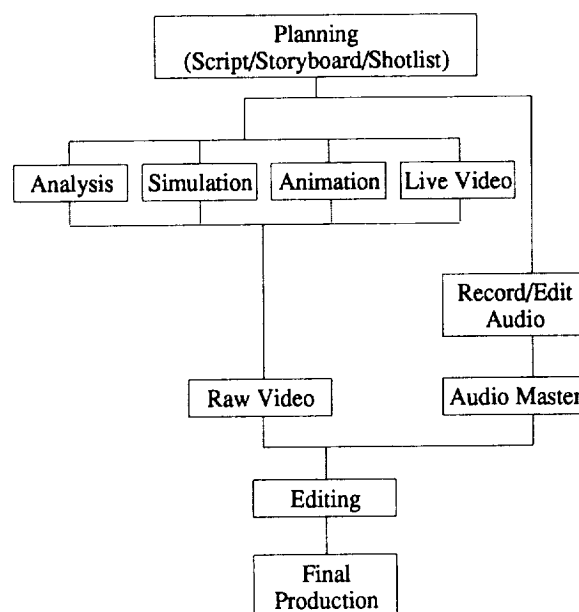 Planning
(Script/Storyboard/Shotlist)
Analysis
Simulation
Animation
Live Video
Record/Edit
Audio
Raw Video
Audio Master
Editing
Final
Production